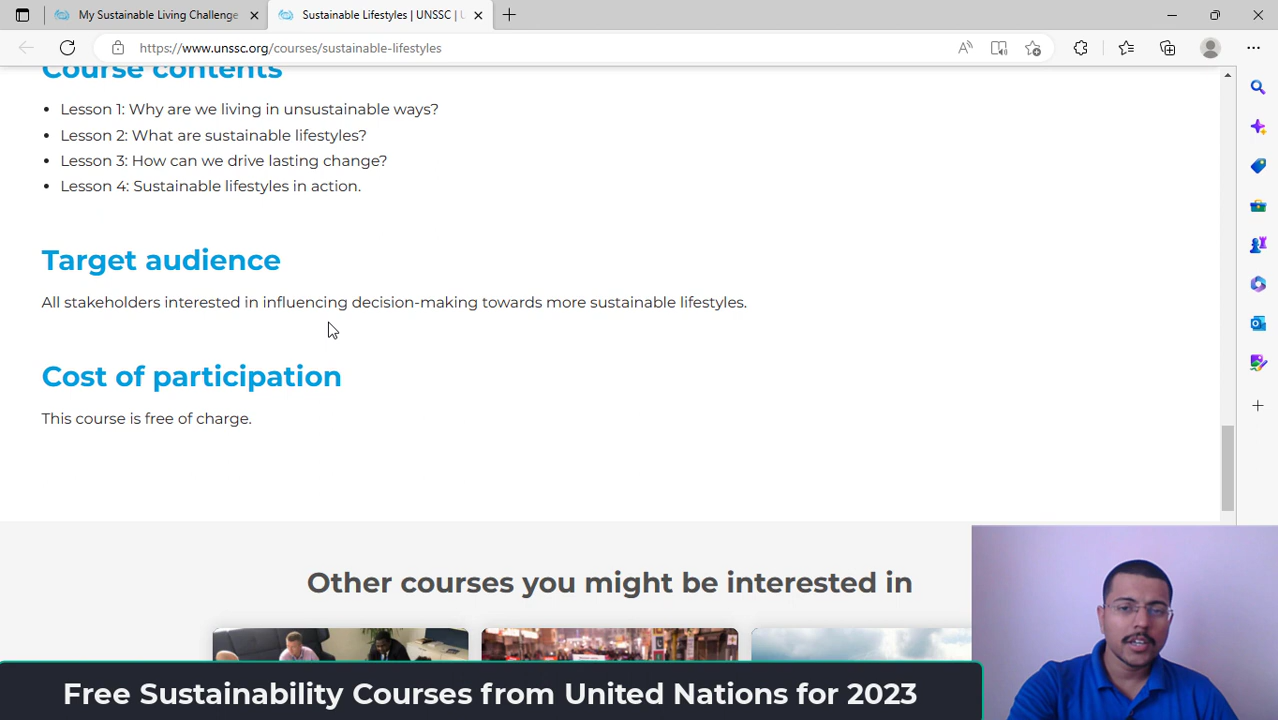 My Sustainable Living Challenge
Sustainable Lifestyles | UNSSC |
https://www.unssc.org/courses/sustainable-lifestyles
Course contents
• Lesson 1: Why are we living in unsustainable ways?
• Lesson 2: What are sustainable lifestyles?
• Lesson 3: How can we drive lasting change?
• Lesson 4: Sustainable lifestyles in action.
Target audience
All stakeholders interested in influencing decision-making towards more sustainable lifestyles.
Cost of participation
This course is free of charge.
Other courses you might be interested in
Free Sustainability Courses from United Nations for 2023